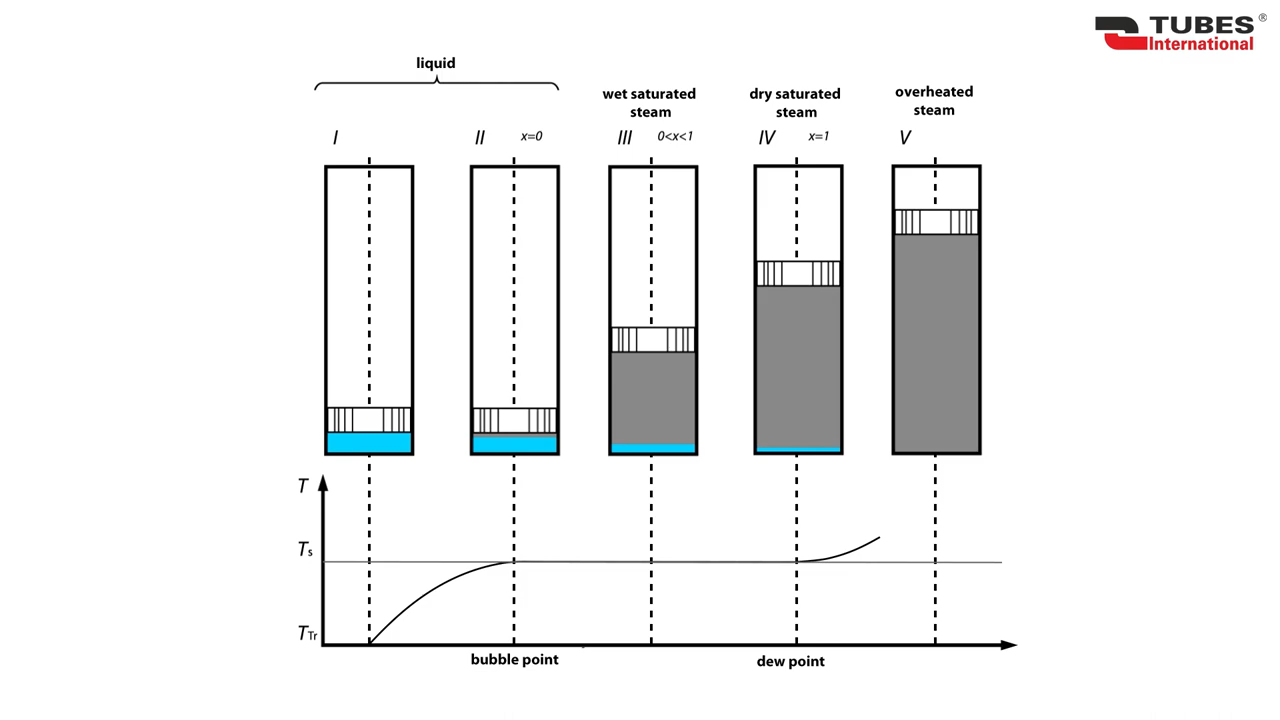 TUBES ®
International
liquid
wet saturated
steam
dry saturated
steam
overheated
steam
I
II x=0
III 0<x<1
IV x=1
V
T
Ts
TTr
bubble point
dew point